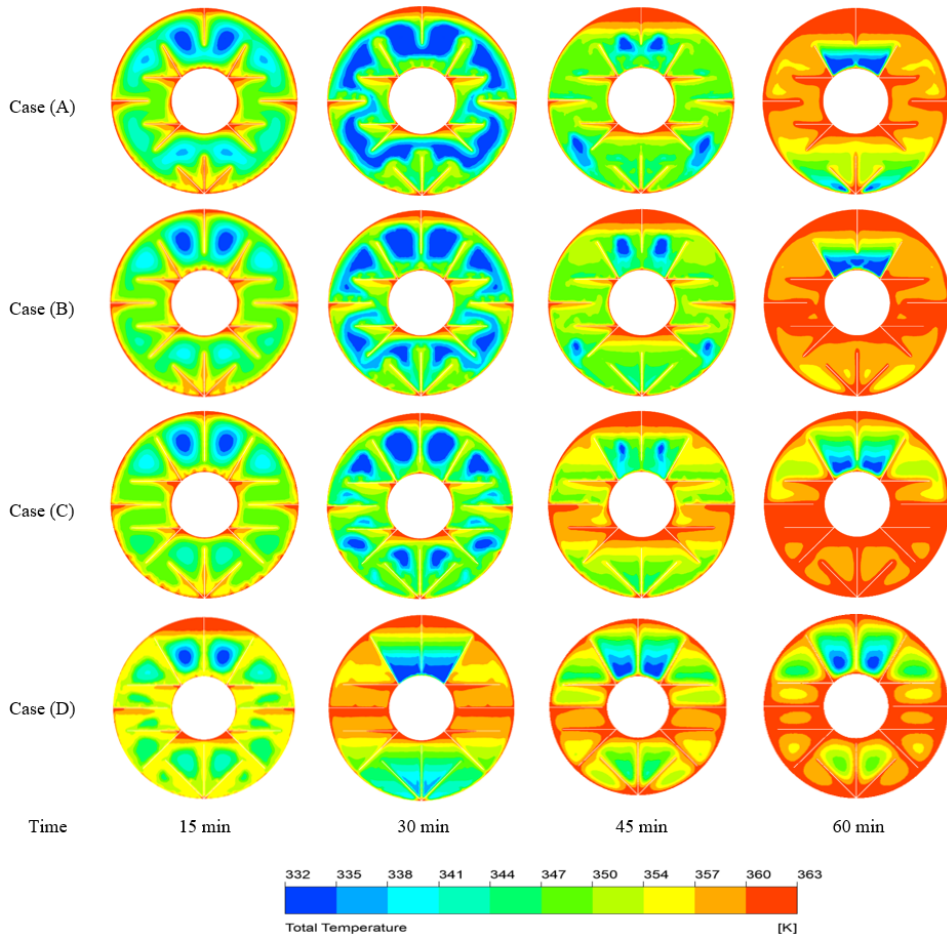 Case (A)
Case (B)
Case (C)
Case (D)
Time 15 min 30 min 45 min 60 min
332 335 338 341 344 347 350 354 357 360 363
Total Temperature [K]